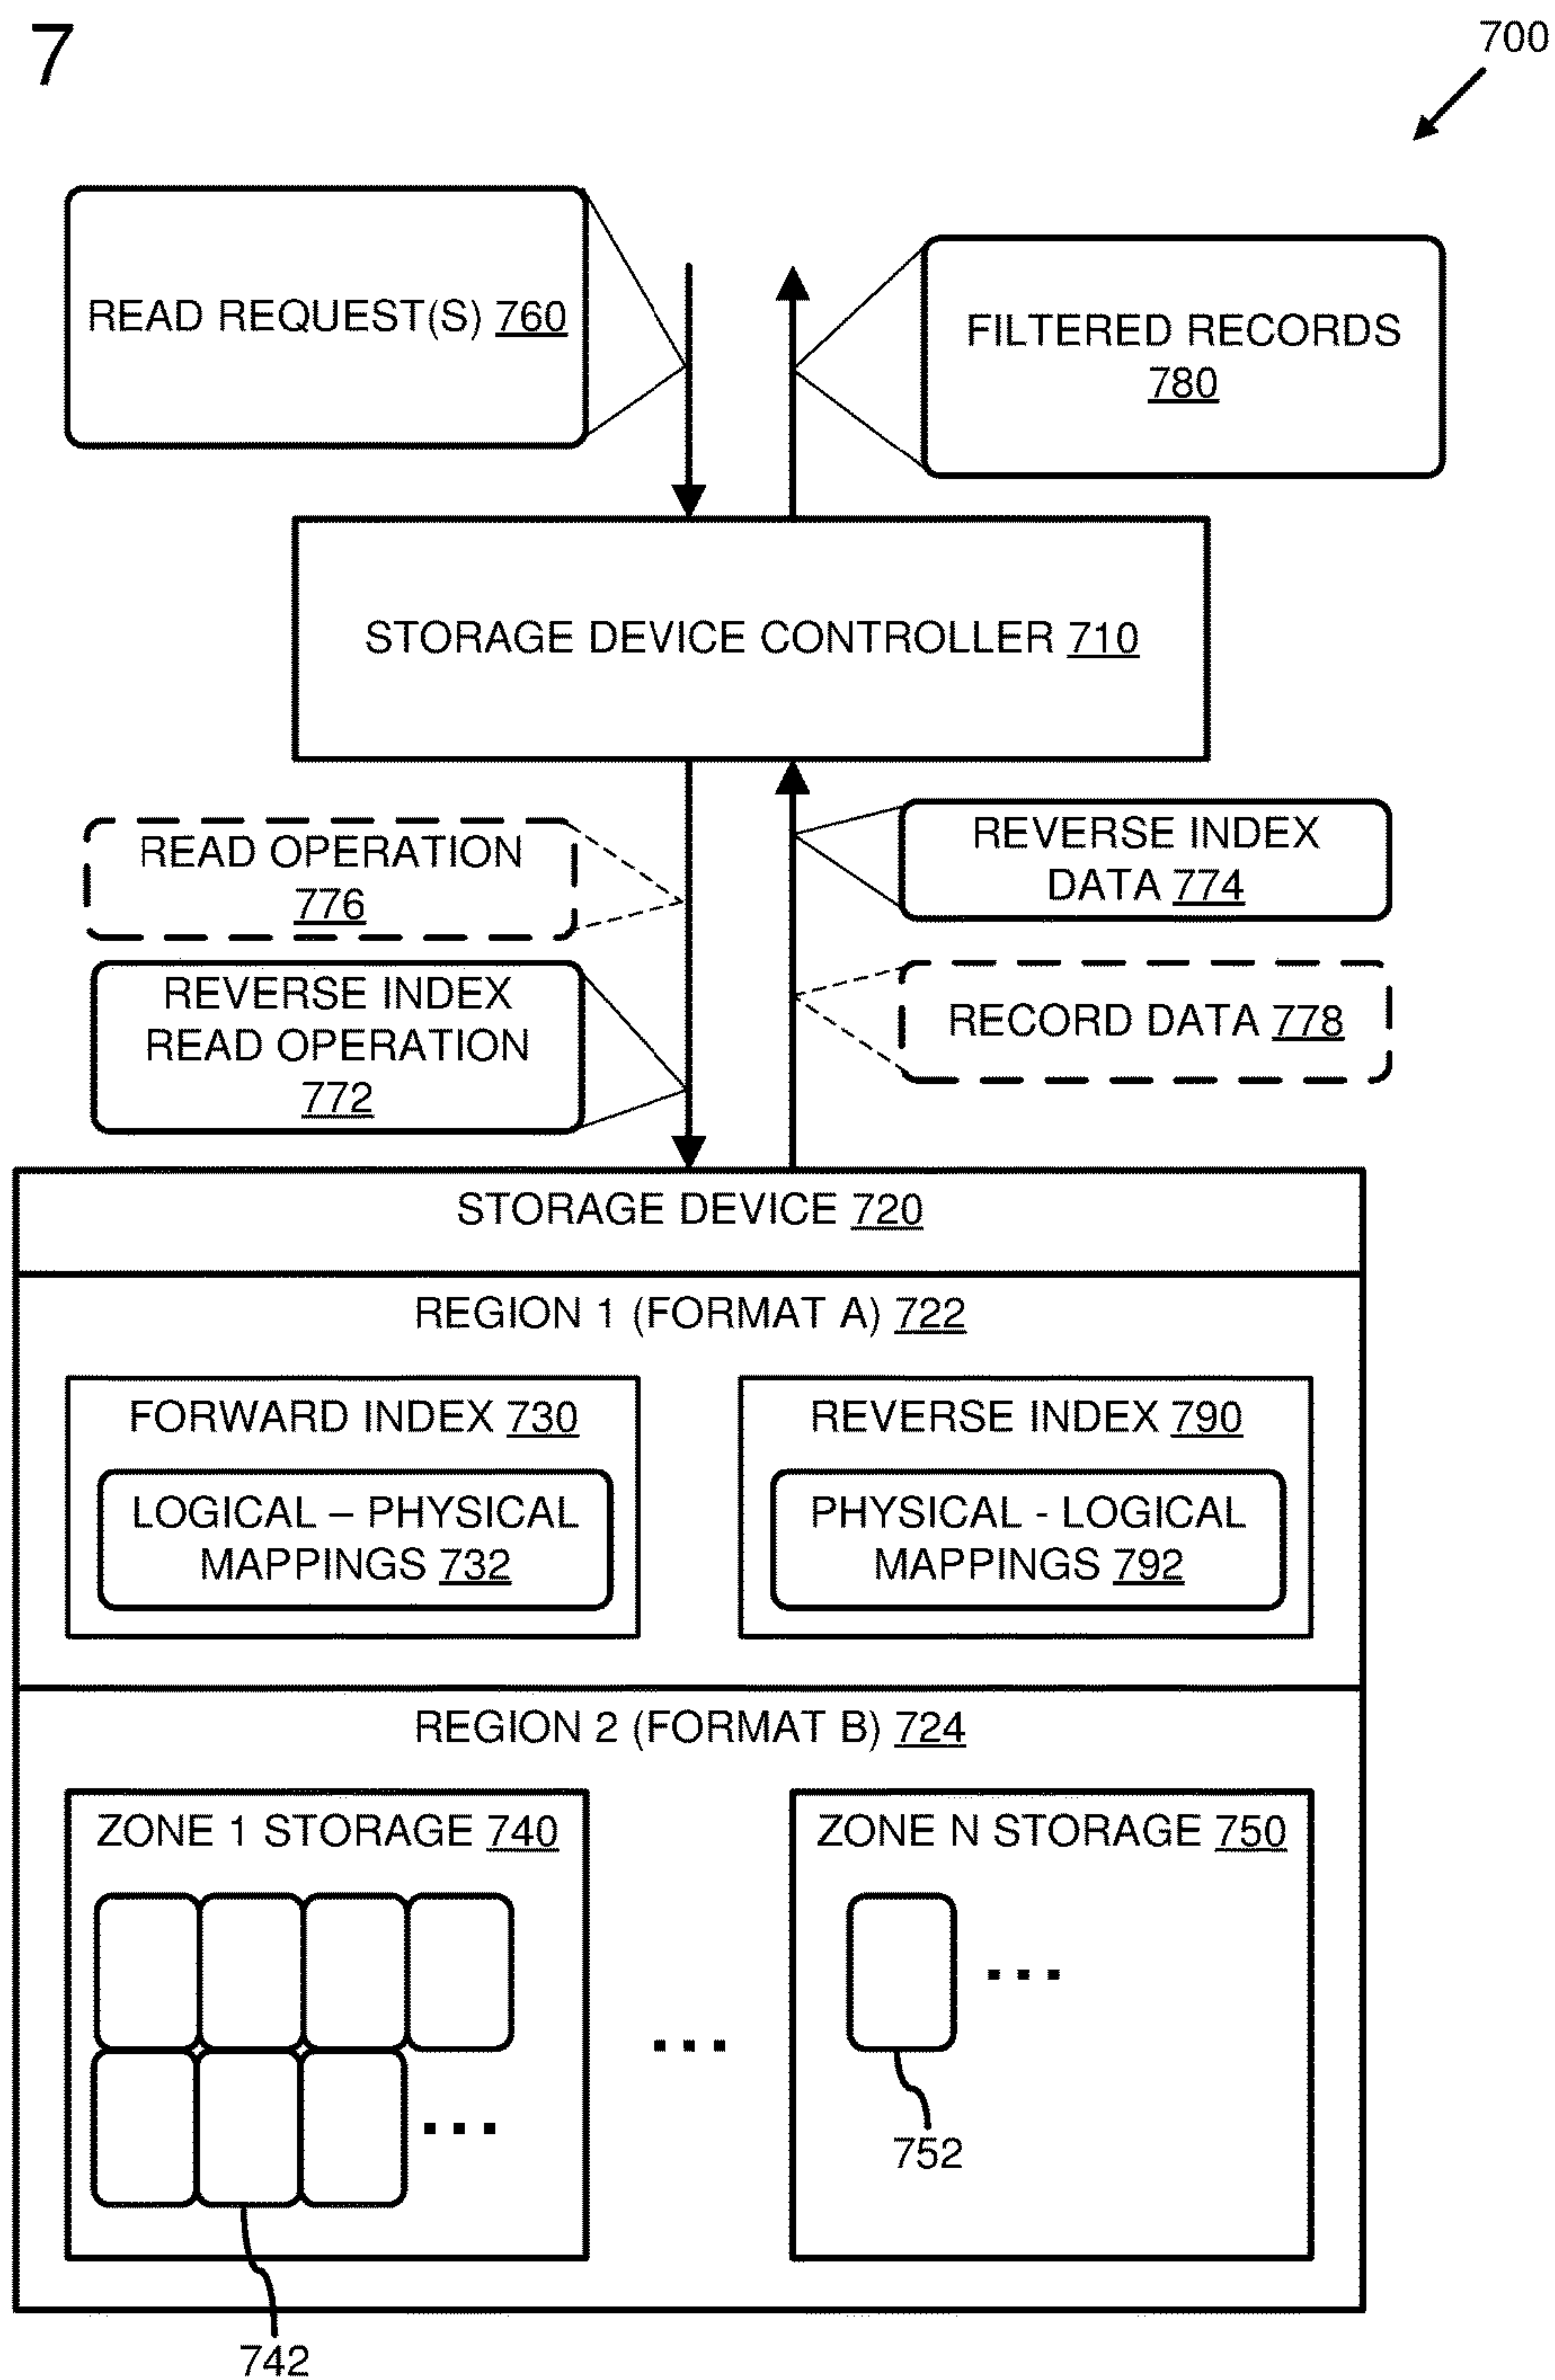 7
700
READ REQUEST(S) 760
FILTERED RECORDS
780
STORAGE DEVICE CONTROLLER 710
READ OPERATION
776
REVERSE INDEX
DATA 774
REVERSE INDEX
READ OPERATION
772
RECORD DATA 778
STORAGE DEVICE 720
REGION 1 (FORMAT A) 722
FORWARD INDEX 730
LOGICAL – PHYSICAL
MAPPINGS 732
REVERSE INDEX 790
PHYSICAL - LOGICAL
MAPPINGS 792
REGION 2 (FORMAT B) 724
ZONE 1 STORAGE 740
...
742
...
ZONE N STORAGE 750
...
752